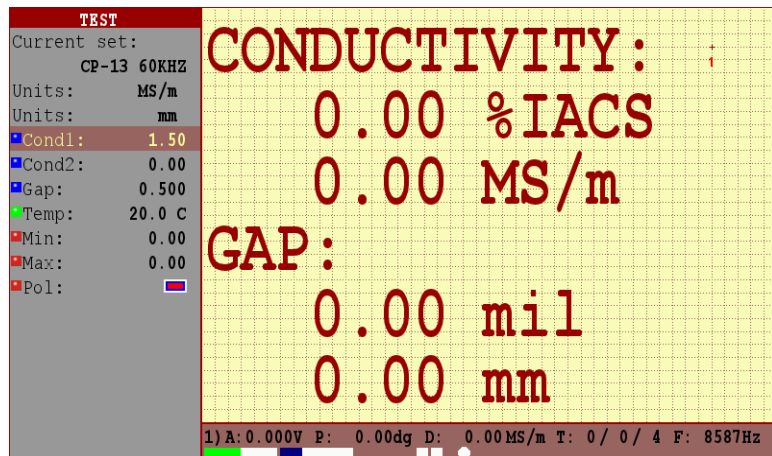 TEST
Current set:
CP-13 60KHZ
Units: MS/m
Units: mm
Cond1: 1.50
Cond2: 0.00
Gap: 0.500
Temp: 20.0 C
Min: 0.00
Max: 0.00
Pol:
CONDUCTIVITY:
1
0.00 %IACS
0.00 MS/m
GAP:
0.00 mil
0.00 mm
1)A:0.000V P: 0.00dg D: 0.00MS/m T: 0/ 0/ 4 F: 8587Hz